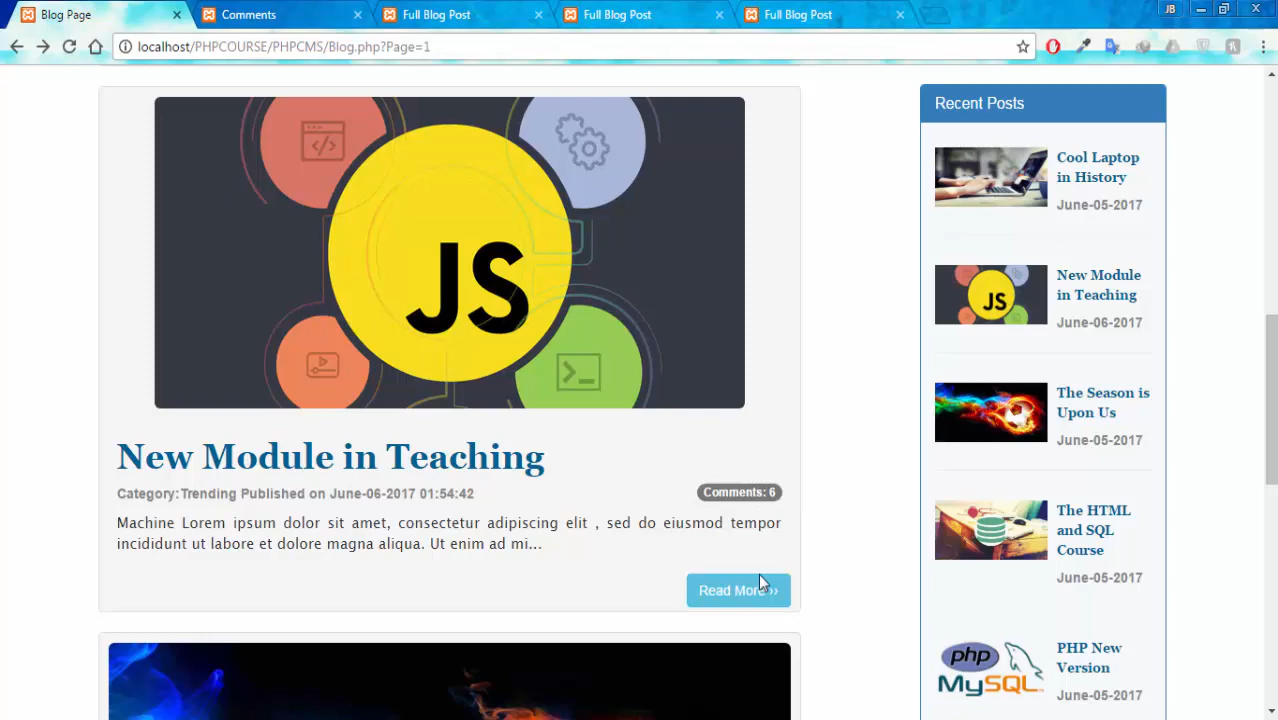 Blog Page
Comments
Full Blog Post
Full Blog Post
Full Blog Post
JB
localhost/PHPCOURSE/PHPCMS/Blog.php?Page=1
JS
New Module in Teaching
Category:Trending Published on June-06-2017 01:54:42
Comments: 6
Machine Lorem ipsum dolor sit amet, consectetur adipiscing elit , sed do eiusmod tempor
incididunt ut labore et dolore magna aliqua. Ut enim ad mi...
Read More ››
Recent Posts
Cool Laptop
in History
June-05-2017
JS
New Module
in Teaching
June-06-2017
The Season is
Upon Us
June-05-2017
The HTML
and SQL
Course
June-05-2017
php
MySQL
PHP New
Version
June-05-2017